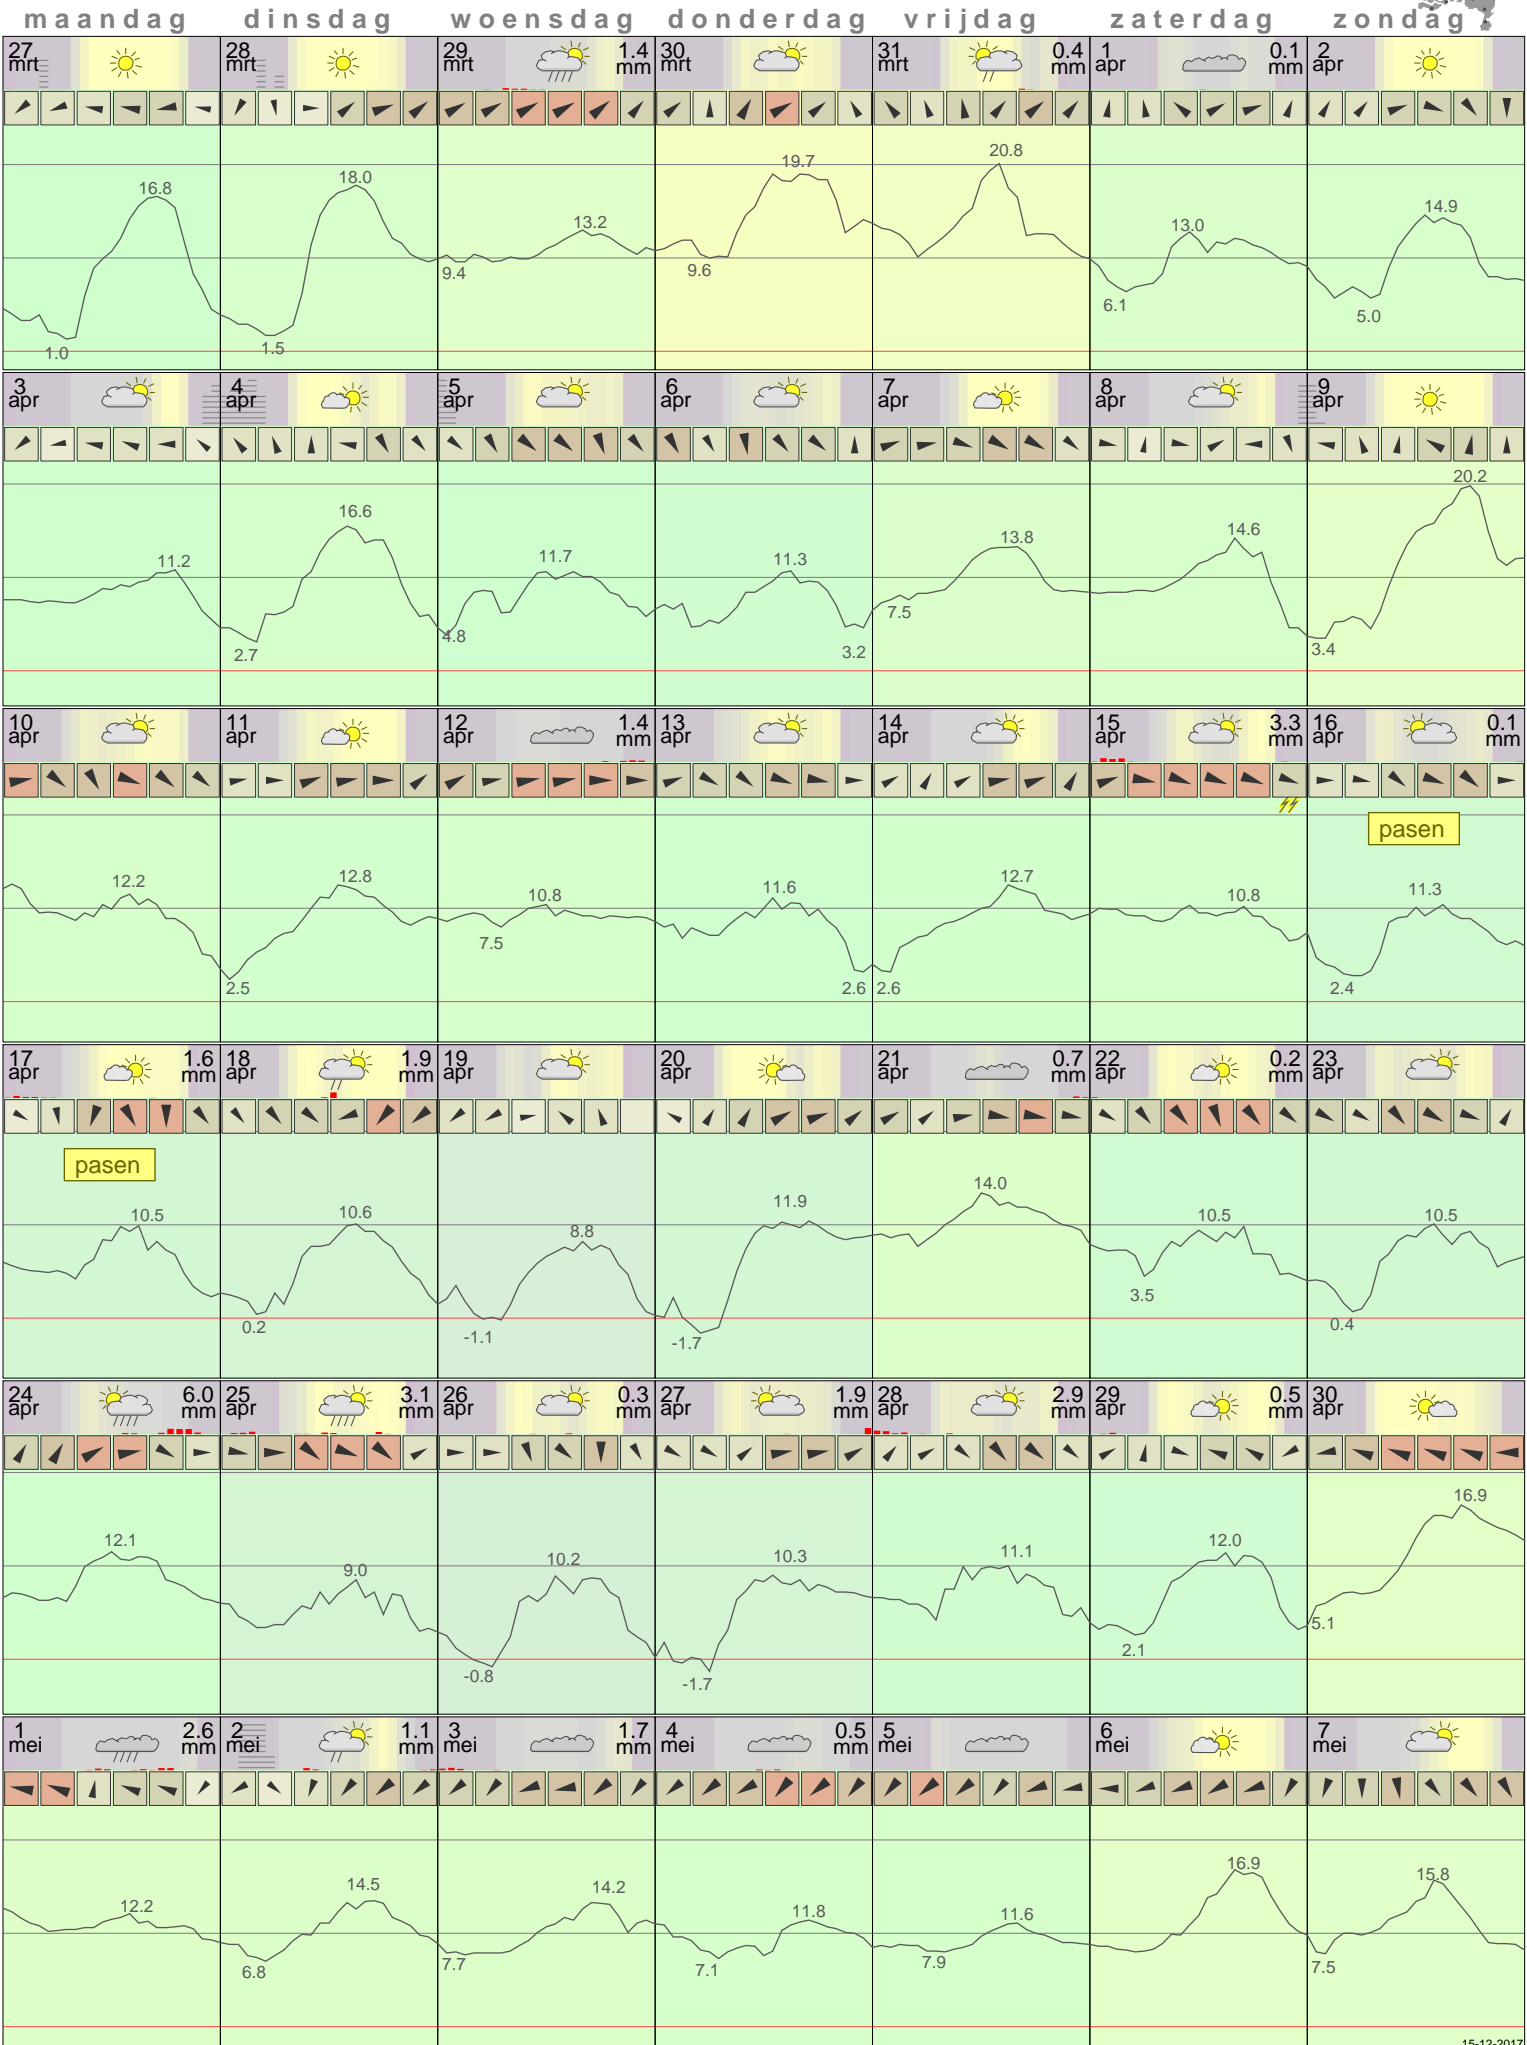 maandag dinsdag woensdag donderdag vrijdag zaterdag zondag
27 28 29 1.4 30 31 0.4 1 0.1 2
mrt mrt mrt mm mrt mrt mm apr mm apr
16.8 18.0 13.2 19.7 20.8 13.0 14.9
1.0 1.5 9.4 9.6 6.1 5.0
3 4 5 6 7 8 9
apr apr apr apr apr apr apr
11.2 16.6 11.7 11.3 13.8 14.6 20.2
2.7 4.8 3.2 7.5 3.4
10 11 12 1.4 13 14 15 3.3 16 0.1
apr apr apr mm apr apr apr mm apr mm
pasen
12.2 12.8 10.8 11.6 12.7 10.8 11.3
2.5 7.5 2.6 2.6 2.4
17 1.6 18 1.9 19 20 21 0.7 22 0.2 23
apr mm apr mm apr apr apr mm apr mm apr
pasen
10.5 10.6 8.8 11.9 14.0 10.5 10.5
0.2 -1.1 -1.7 3.5 0.4
24 6.0 25 3.1 26 0.3 27 1.9 28 2.9 29 0.5 30
apr mm apr mm apr mm apr mm apr mm apr mm apr
12.1 9.0 10.2 10.3 11.1 12.0 16.9
-0.8 -1.7 2.1 5.1
1 2.6 2 1.1 3 1.7 4 0.5 5 6 7
mei mm mei mm mei mm mei mm mei mei mei
12.2 14.5 14.2 11.8 11.6 16.9 15.8
6.8 7.7 7.1 7.9 7.5
15-12-2017